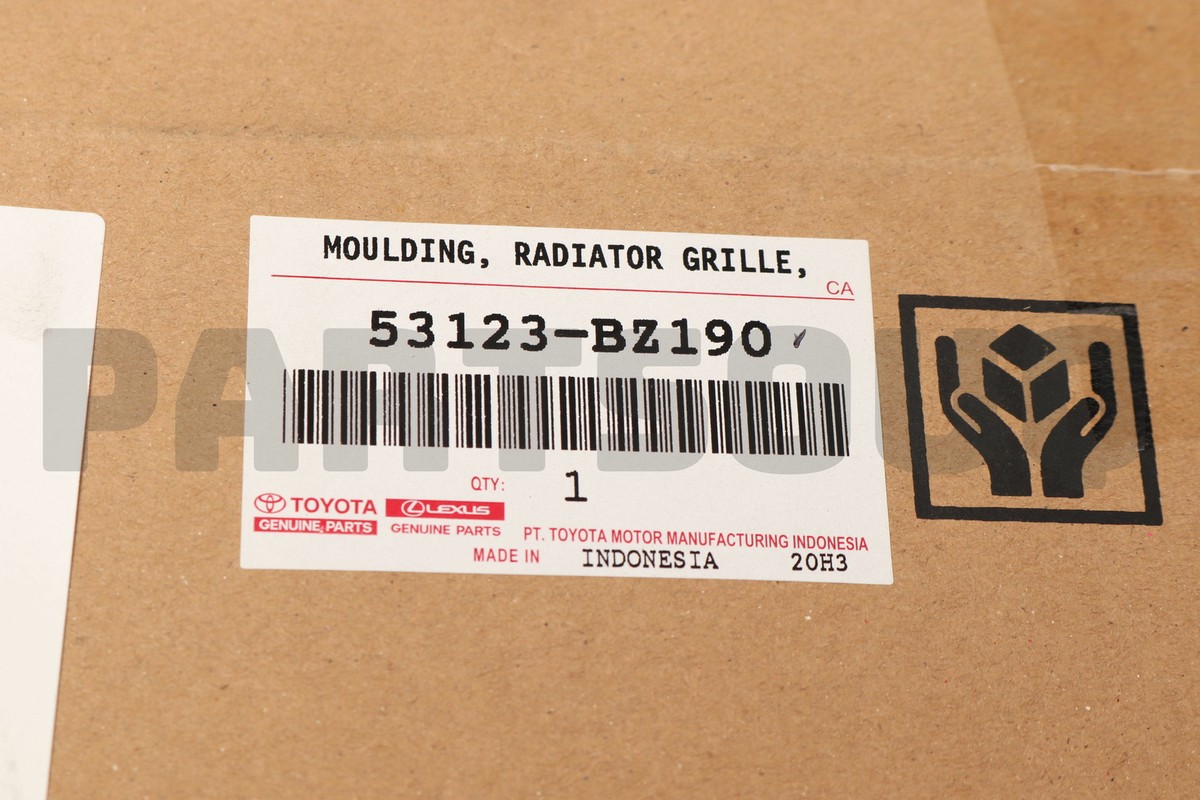 MOULDING, RADIATOR GRILLE,
CA
53123-BZ190
QTY: 1
TOYOTA LEXUS
GENUINE PARTS GENUINE PARTS
PT. TOYOTA MOTOR MANUFACTURING INDONESIA
MADE IN INDONESIA 20H3
PARTSOUQ